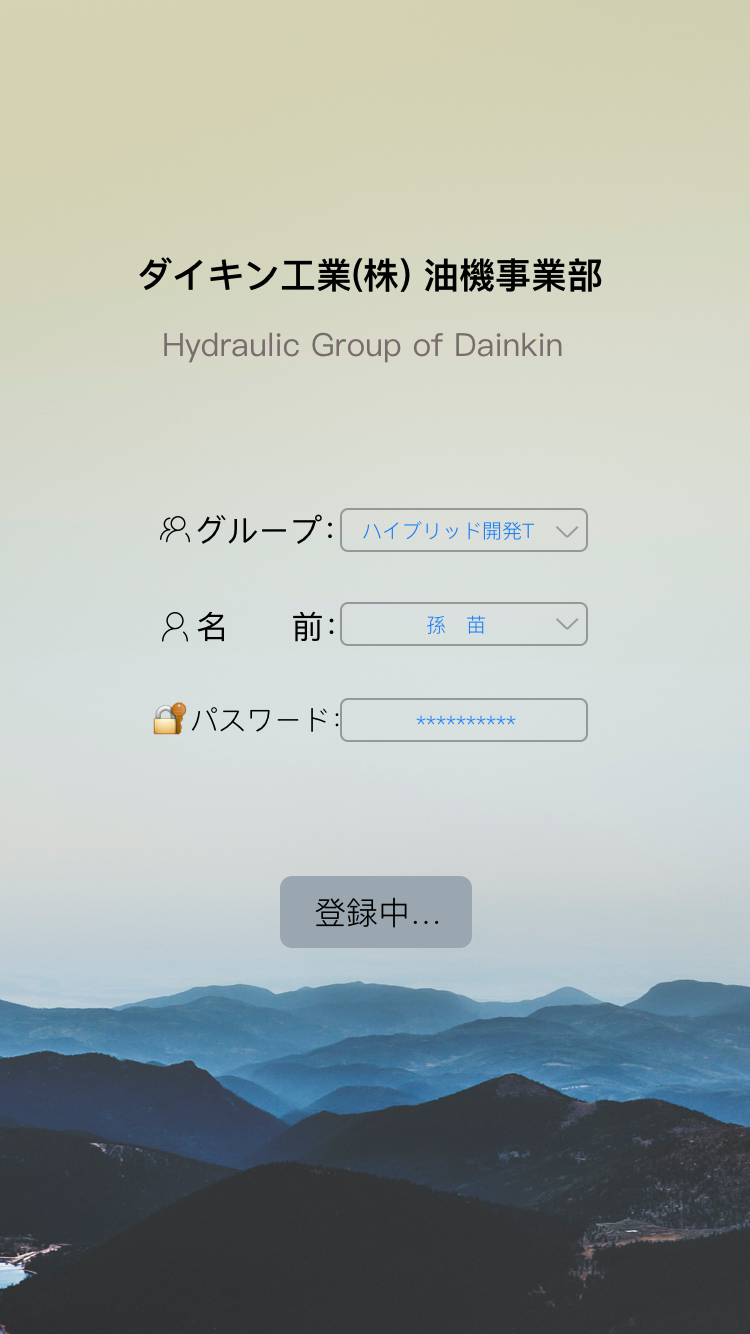 ダイキン工業(株) 油機事業部
Hydraulic Group of Dainkin
グループ: ハイブリッド開発T
名　　前: 孫　苗
パスワード: **********
登録中...